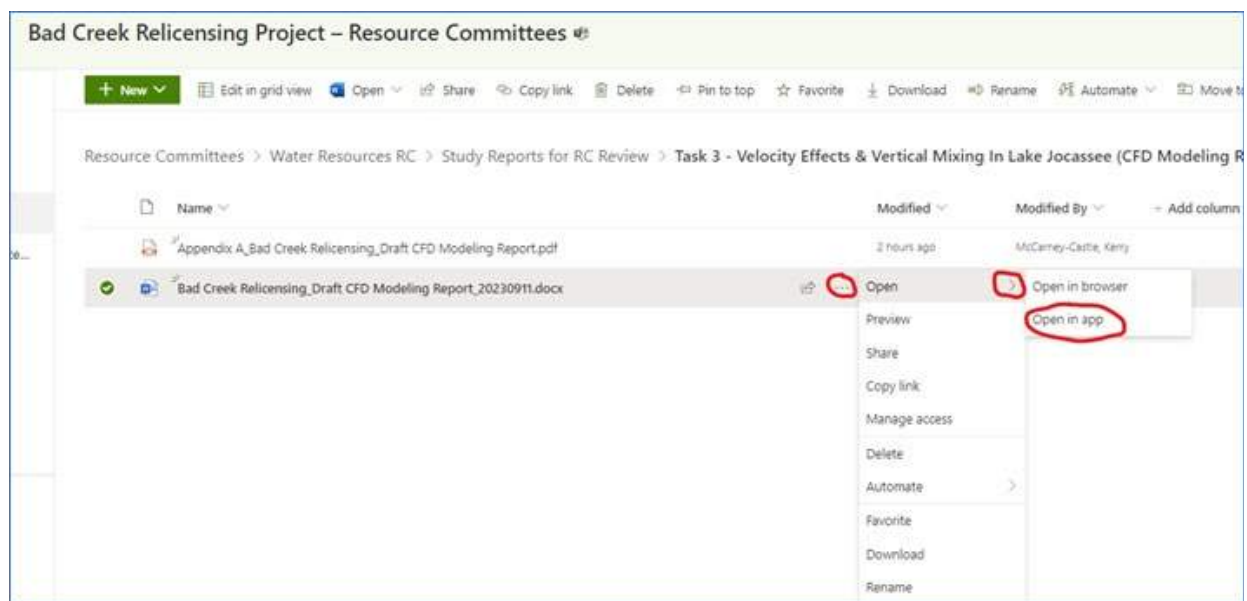 Bad Creek Relicensing Project – Resource Committees
+ New Edit in grid view Open Share Copy link Delete Pin to top Favorite Download Rename Automate Move to
Resource Committees > Water Resources RC > Study Reports for RC Review > Task 3 - Velocity Effects & Vertical Mixing In Lake Jocassee (CFD Modeling R
Name Modified Modified By + Add column
Appendix A_Bad Creek Relicensing_Draft CFD Modeling Report.pdf 2 hours ago McCarney-Castle, Kerry
Bad Creek Relicensing_Draft CFD Modeling Report_20230911.docx ... Open > Open in browser
Preview Open in app
Share
Copy link
Manage access
Delete
Automate >
Favorite
Download
Rename